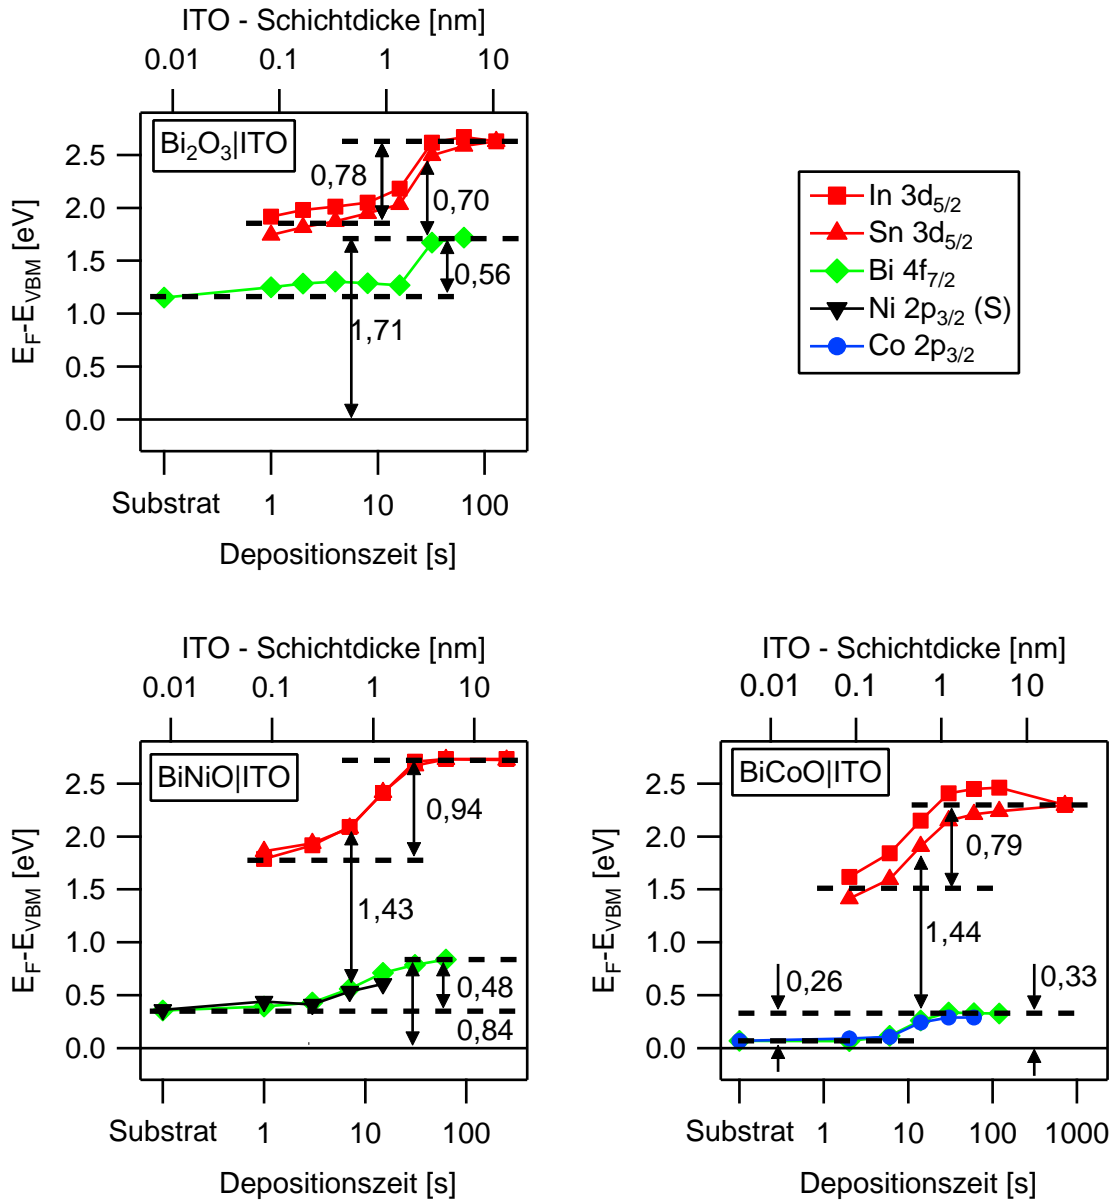 ITO - Schichtdicke [nm]
0.01 0.1 1 10
Bi₂O₃|ITO
E_F-E_VBM [eV]
2.5
2.0
1.5
1.0
0.5
0.0
0,78
0,70
0,56
1,71
Substrat 1 10 100
Depositionszeit [s]
In 3d₅/₂
Sn 3d₅/₂
Bi 4f₇/₂
Ni 2p₃/₂ (S)
Co 2p₃/₂
ITO - Schichtdicke [nm]
0.01 0.1 1 10
BiNiO|ITO
E_F-E_VBM [eV]
2.5
2.0
1.5
1.0
0.5
0.0
0,94
1,43
0,48
0,84
Substrat 1 10 100
Depositionszeit [s]
ITO - Schichtdicke [nm]
0.01 0.1 1 10
BiCoO|ITO
E_F-E_VBM [eV]
2.5
2.0
1.5
1.0
0.5
0.0
0,79
1,44
0,26
0,33
Substrat 1 10 100 1000
Depositionszeit [s]